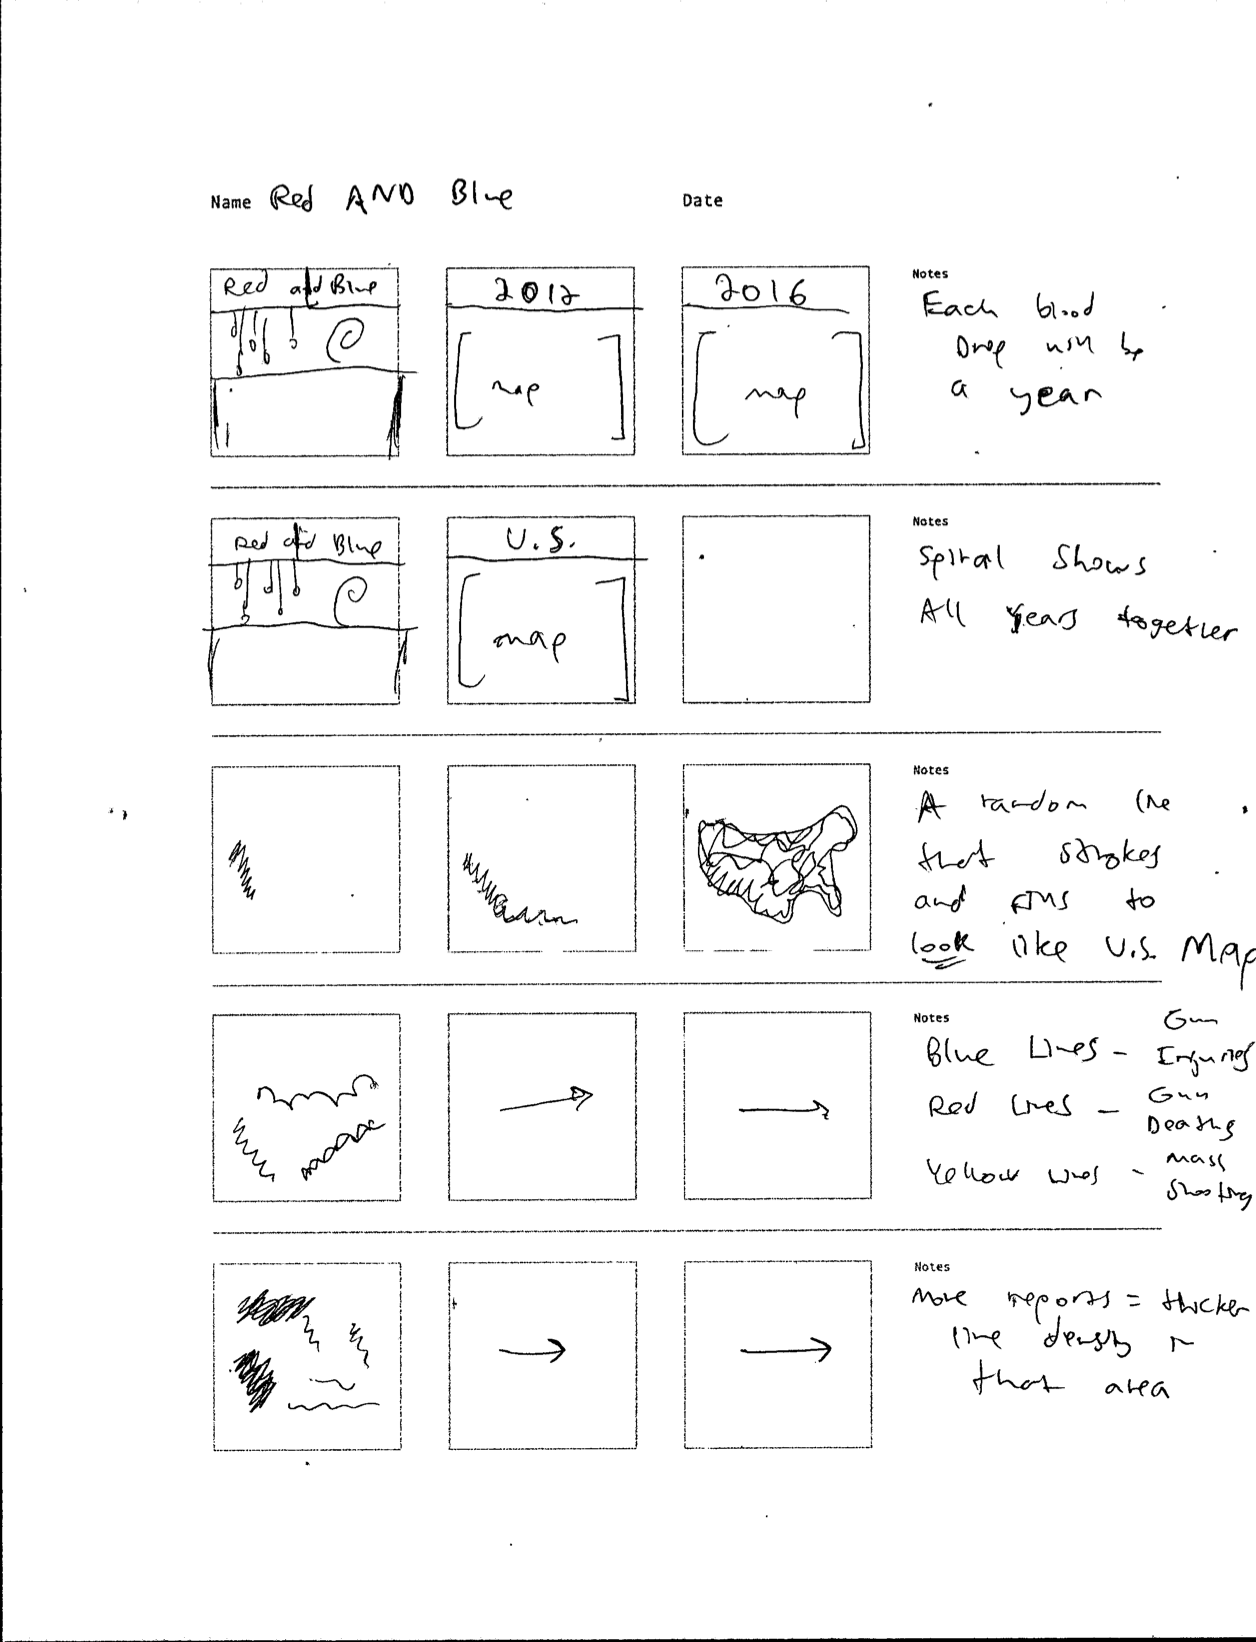 Name Red AND Blue
Date
Red and Blue
2012
2016
map
map
Notes
Each blood
Drop will be
a year
Red and Blue
U.S.
map
Notes
Spiral Shows
All Years together
Notes
A random line
that strokes
and
to
look like U.S. Map
Notes
Blue Lines - Gun
Red Lines - Gun
Deaths
Yellow lines - mass
Shooting
Notes
More reports = thicker
line density in
that area